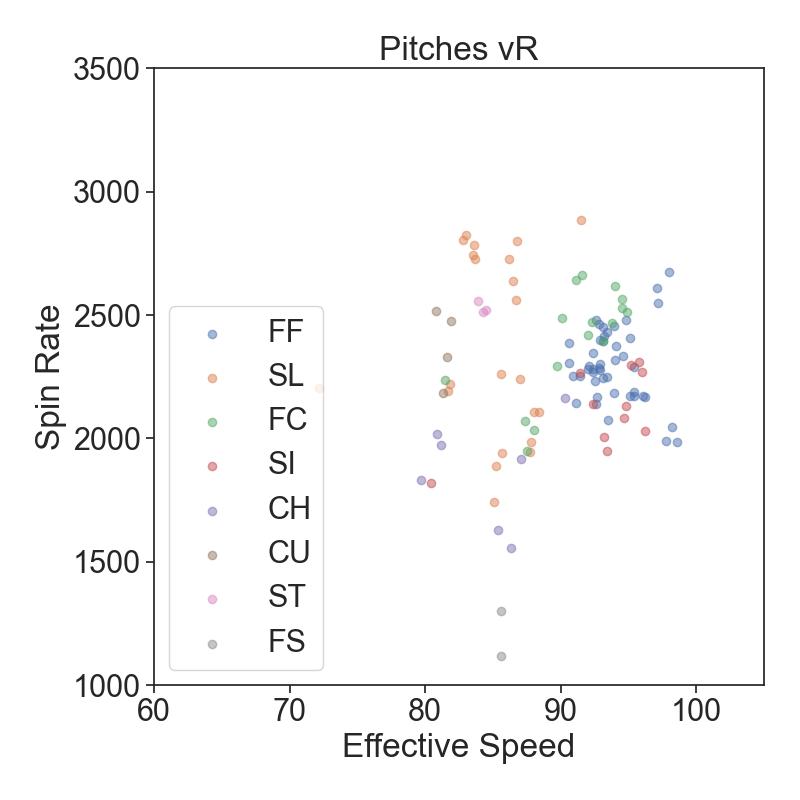 Pitches vR
3500
3000
2500
2000
1500
1000
Spin Rate
FF
SL
FC
SI
CH
CU
ST
FS
60 70 80 90 100
Effective Speed